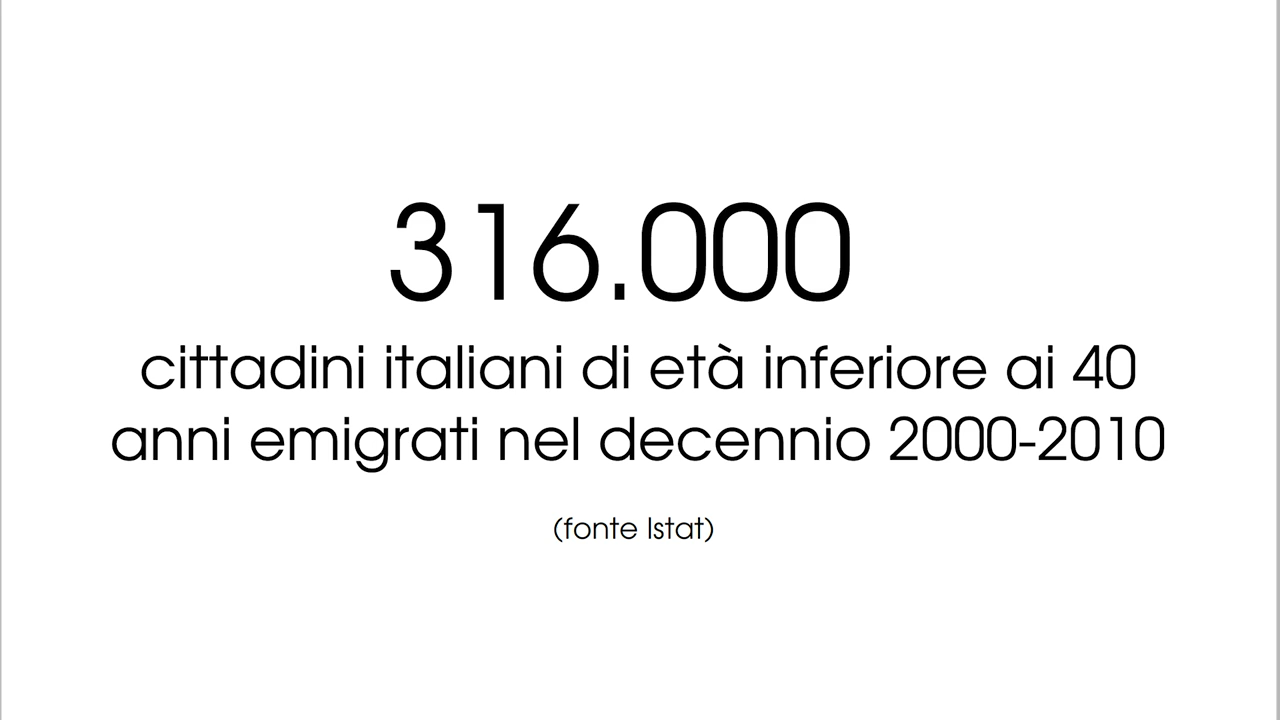 316.000
cittadini italiani di età inferiore ai 40
anni emigrati nel decennio 2000-2010
(fonte Istat)